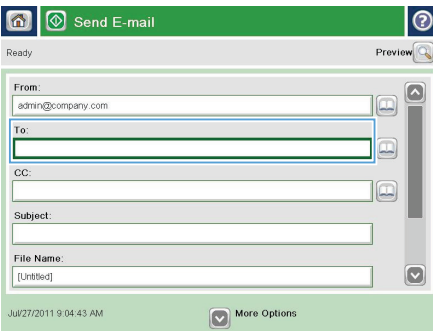 Send E-mail
Ready
Preview
From:
admin@company.com
To:
CC:
Subject:
File Name:
[Untitled]
Jul/27/2011 9:04:43 AM
More Options